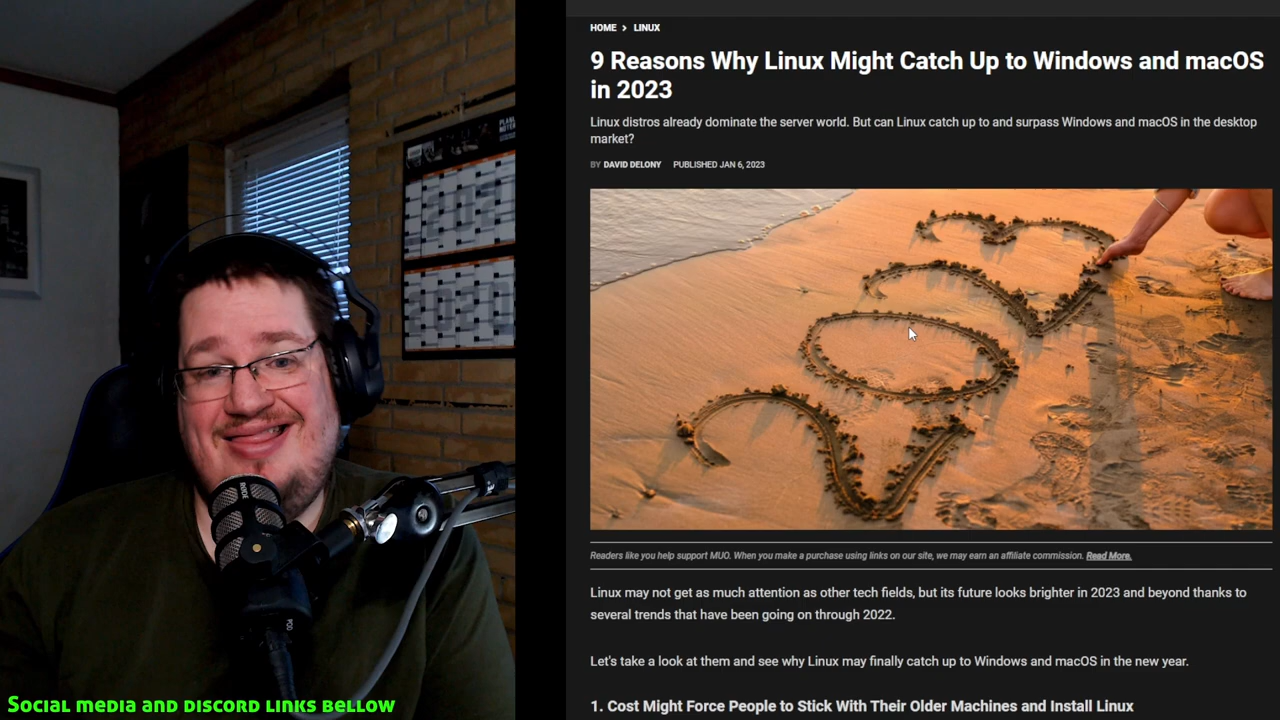 HOME > LINUX
9 Reasons Why Linux Might Catch Up to Windows and macOS
in 2023
Linux distros already dominate the server world. But can Linux catch up to and surpass Windows and macOS in the desktop
market?
BY DAVID DELONY PUBLISHED JAN 6, 2023
2023
Readers like you help support MUO. When you make a purchase using links on our site, we may earn an affiliate commission. Read More.
Linux may not get as much attention as other tech fields, but its future looks brighter in 2023 and beyond thanks to
several trends that have been going on through 2022.
Let's take a look at them and see why Linux may finally catch up to Windows and macOS in the new year.
1. Cost Might Force People to Stick With Their Older Machines and Install Linux
RØDE
POD
Social media and discord links bellow